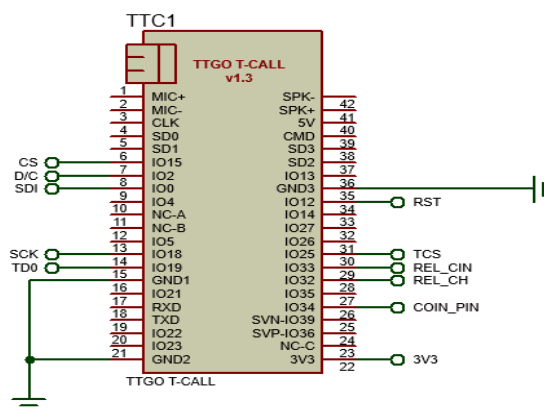 TTC1
TTGO T-CALL
v1.3
1 MIC+ SPK- 42
2 MIC- SPK+ 41
3 CLK 5V 40
4 SD0 CMD 39
5 SD1 SD3 38
CS 6 IO15 SD2 37
D/C 7 IO2 IO13 36
SDI 8 IO0 GND3 35
9 IO4 IO12 34 RST
10 NC-A IO14 33
11 NC-B IO27 32
12 IO5 IO26 31
SCK 13 IO18 IO25 30 TCS
TD0 14 IO19 IO33 29 REL_CIN
15 GND1 IO32 28 REL_CH
16 IO21 IO35 27
17 RXD IO34 26 COIN_PIN
18 TXD SVN-IO39 25
19 IO22 SVP-IO36 24
20 IO23 NC-C 23
21 GND2 3V3 22 3V3
TTGO T-CALL